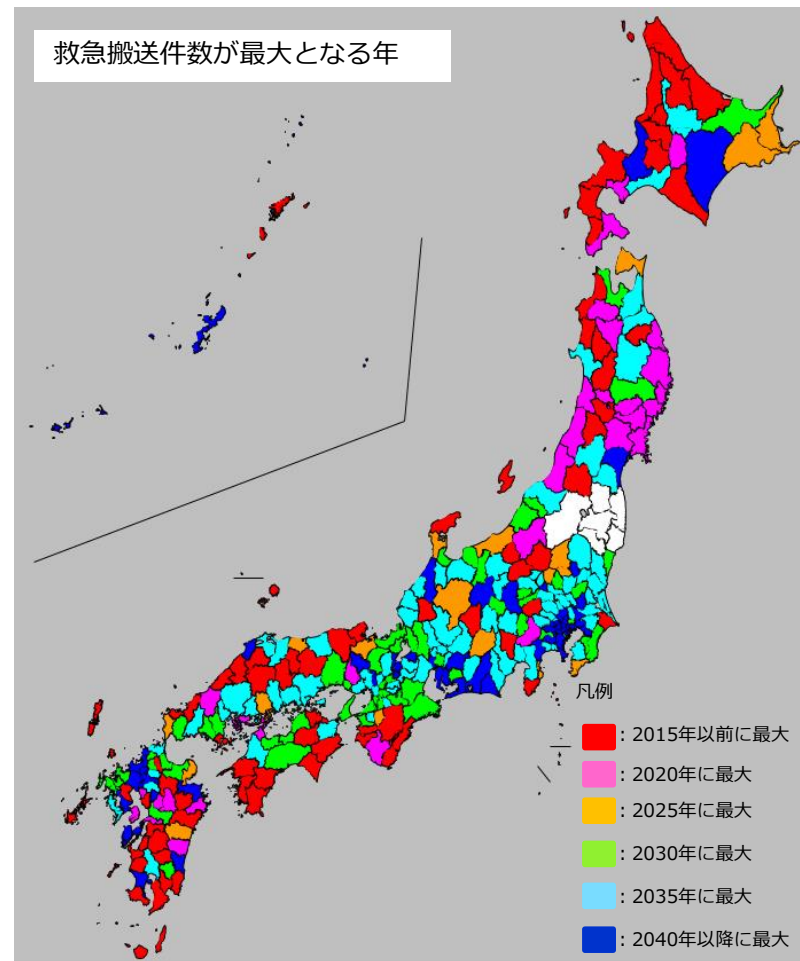 救急搬送件数が最大となる年
凡例
：2015年以前に最大
：2020年に最大
：2025年に最大
：2030年に最大
：2035年に最大
：2040年以降に最大